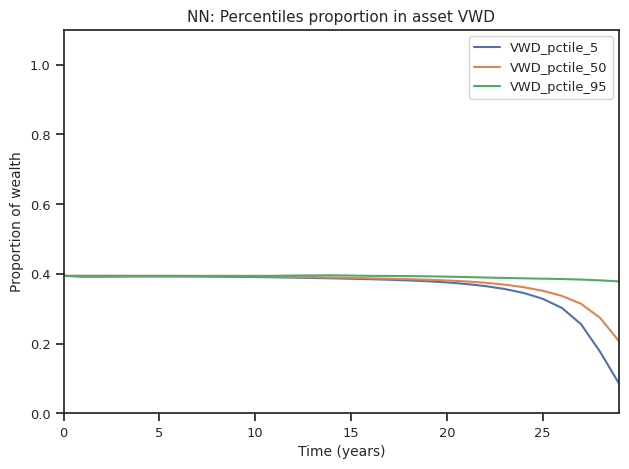 NN: Percentiles proportion in asset VWD
VWD_pctile_5
VWD_pctile_50
VWD_pctile_95
Proportion of wealth
1.0
0.8
0.6
0.4
0.2
0.0
0 5 10 15 20 25
Time (years)